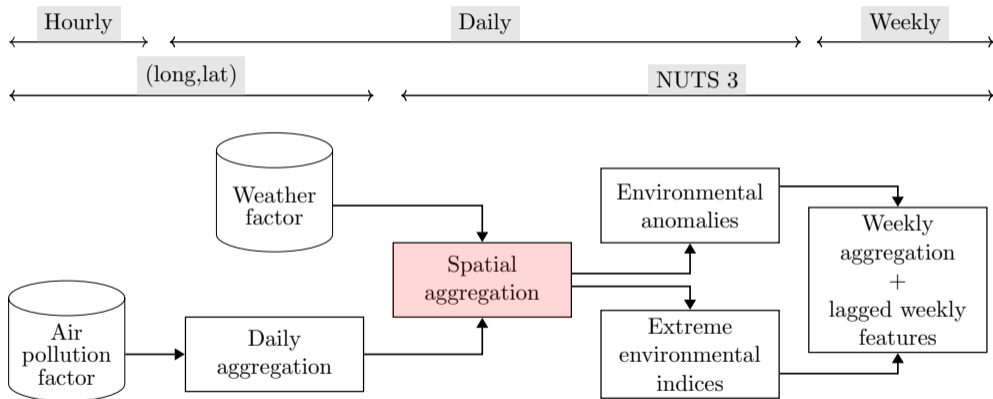 Hourly
Daily
Weekly
(long,lat)
NUTS 3
Weather
factor
Environmental
anomalies
Weekly
aggregation
+
lagged weekly
features
Spatial
aggregation
Air
pollution
factor
Daily
aggregation
Extreme
environmental
indices